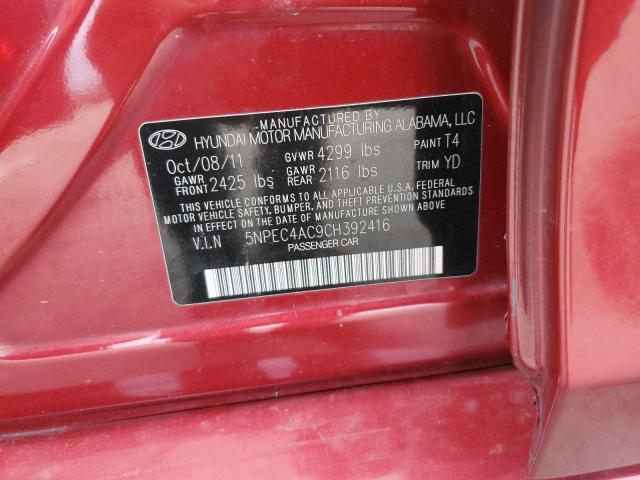 MANUFACTURED BY
HYUNDAI MOTOR MANUFACTURING ALABAMA, LLC
Oct/08/11 GVWR 4299 lbs PAINT T4
GAWR FRONT 2425 lbs GAWR REAR 2116 lbs TRIM YD
THIS VEHICLE CONFORMS TO ALL APPLICABLE U.S.A. FEDERAL
MOTOR VEHICLE SAFETY, BUMPER, AND THEFT PREVENTION STANDARDS
IN EFFECT ON THE DATE OF MANUFACTURE SHOWN ABOVE.
V.I.N 5NPEC4AC9CH392416
PASSENGER CAR